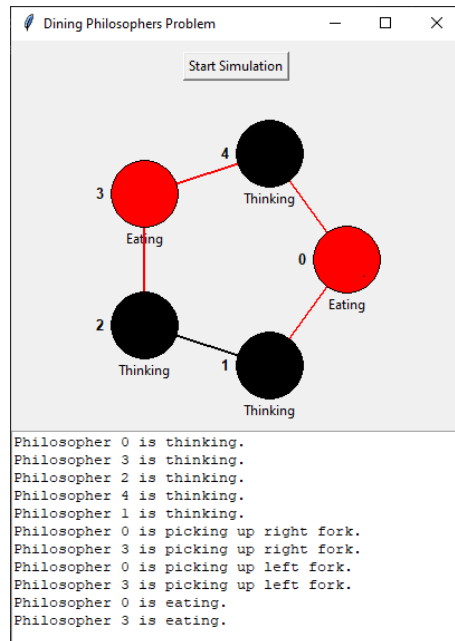 Dining Philosophers Problem
Start Simulation
4
Thinking
3
Eating
0
Eating
2
Thinking
1
Thinking
Philosopher 0 is thinking.
Philosopher 3 is thinking.
Philosopher 2 is thinking.
Philosopher 4 is thinking.
Philosopher 1 is thinking.
Philosopher 0 is picking up right fork.
Philosopher 3 is picking up right fork.
Philosopher 0 is picking up left fork.
Philosopher 3 is picking up left fork.
Philosopher 0 is eating.
Philosopher 3 is eating.